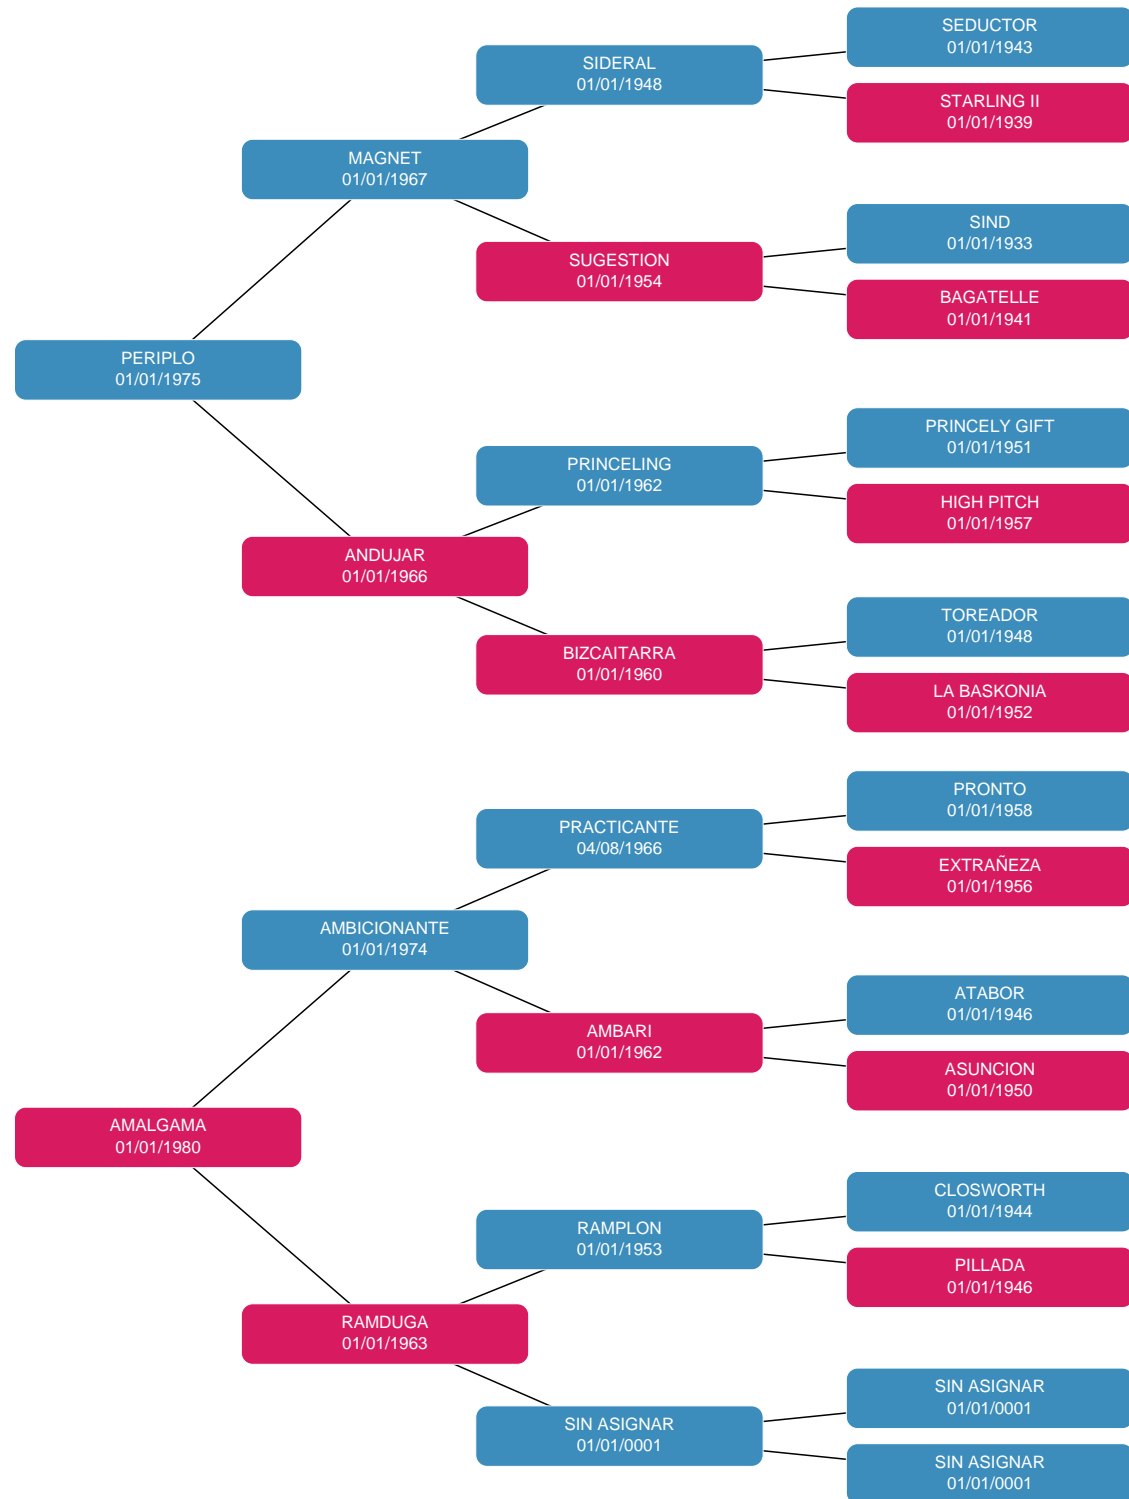 SEDUCTOR
01/01/1943
SIDERAL
01/01/1948
STARLING II
01/01/1939
MAGNET
01/01/1967
SIND
01/01/1933
SUGESTION
01/01/1954
BAGATELLE
01/01/1941
PERIPLO
01/01/1975
PRINCELY GIFT
01/01/1951
PRINCELING
01/01/1962
HIGH PITCH
01/01/1957
ANDUJAR
01/01/1966
TOREADOR
01/01/1948
BIZCAITARRA
01/01/1960
LA BASKONIA
01/01/1952
PRONTO
01/01/1958
PRACTICANTE
04/08/1966
EXTRAÑEZA
01/01/1956
AMBICIONANTE
01/01/1974
ATABOR
01/01/1946
AMBARI
01/01/1962
ASUNCION
01/01/1950
AMALGAMA
01/01/1980
CLOSWORTH
01/01/1944
RAMPLON
01/01/1953
PILLADA
01/01/1946
RAMDUGA
01/01/1963
SIN ASIGNAR
01/01/0001
SIN ASIGNAR
01/01/0001
SIN ASIGNAR
01/01/0001